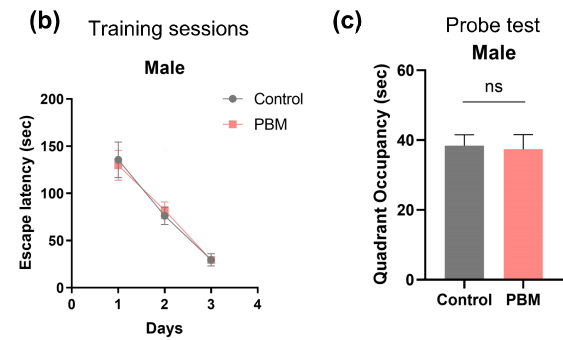 (b) Training sessions
Male
Escape latency (sec)
200
150
100
50
0
0 1 2 3 4
Days
Control
PBM
(c) Probe test
Male
Quadrant Occupancy (sec)
60
40
20
0
ns
Control PBM